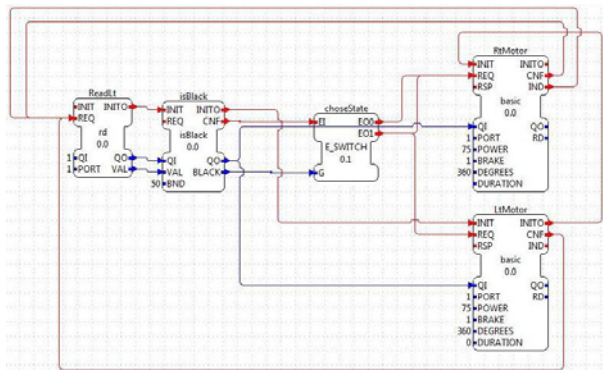 ReadLt
INIT INITO
REQ
rd
0.0
1 QI QO
1 PORT VAL
isBlack
INIT INITO
REQ CNF
isBlack
0.0
QI QO
VAL BLACK
50 BND
choseState
EI EO0
EO1
E_SWITCH
0.1
G
RtMotor
INIT INITO
REQ CNF
RSP IND
basic
0.0
QI QO
1 PORT RD
75 POWER
1 BRAKE
360 DEGREES
DURATION
LtMotor
INIT INITO
REQ CNF
RSP IND
basic
0.0
QI QO
1 PORT RD
75 POWER
1 BRAKE
360 DEGREES
0 DURATION